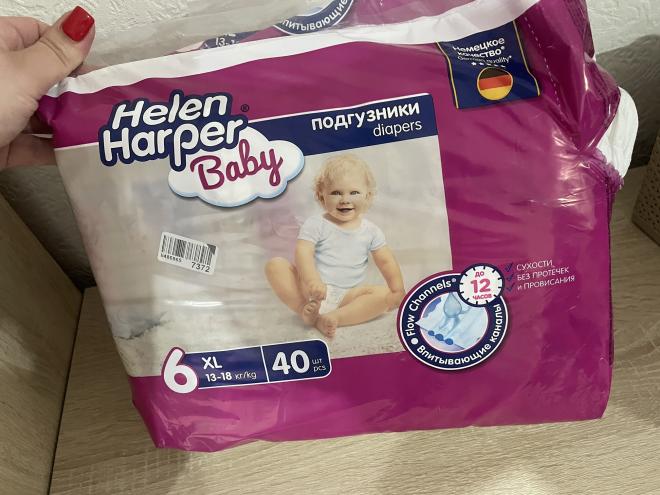 13-18
Впитывающие
Немецкое
качество*
German quality*
Helen
Harper®
Baby
подгузники
diapers
7372
до
12
часов
сухости,
без протечек
и провисания
Flow Channels®
Впитывающие каналы
6
XL
13-18 кг/kg
40 шт
pcs